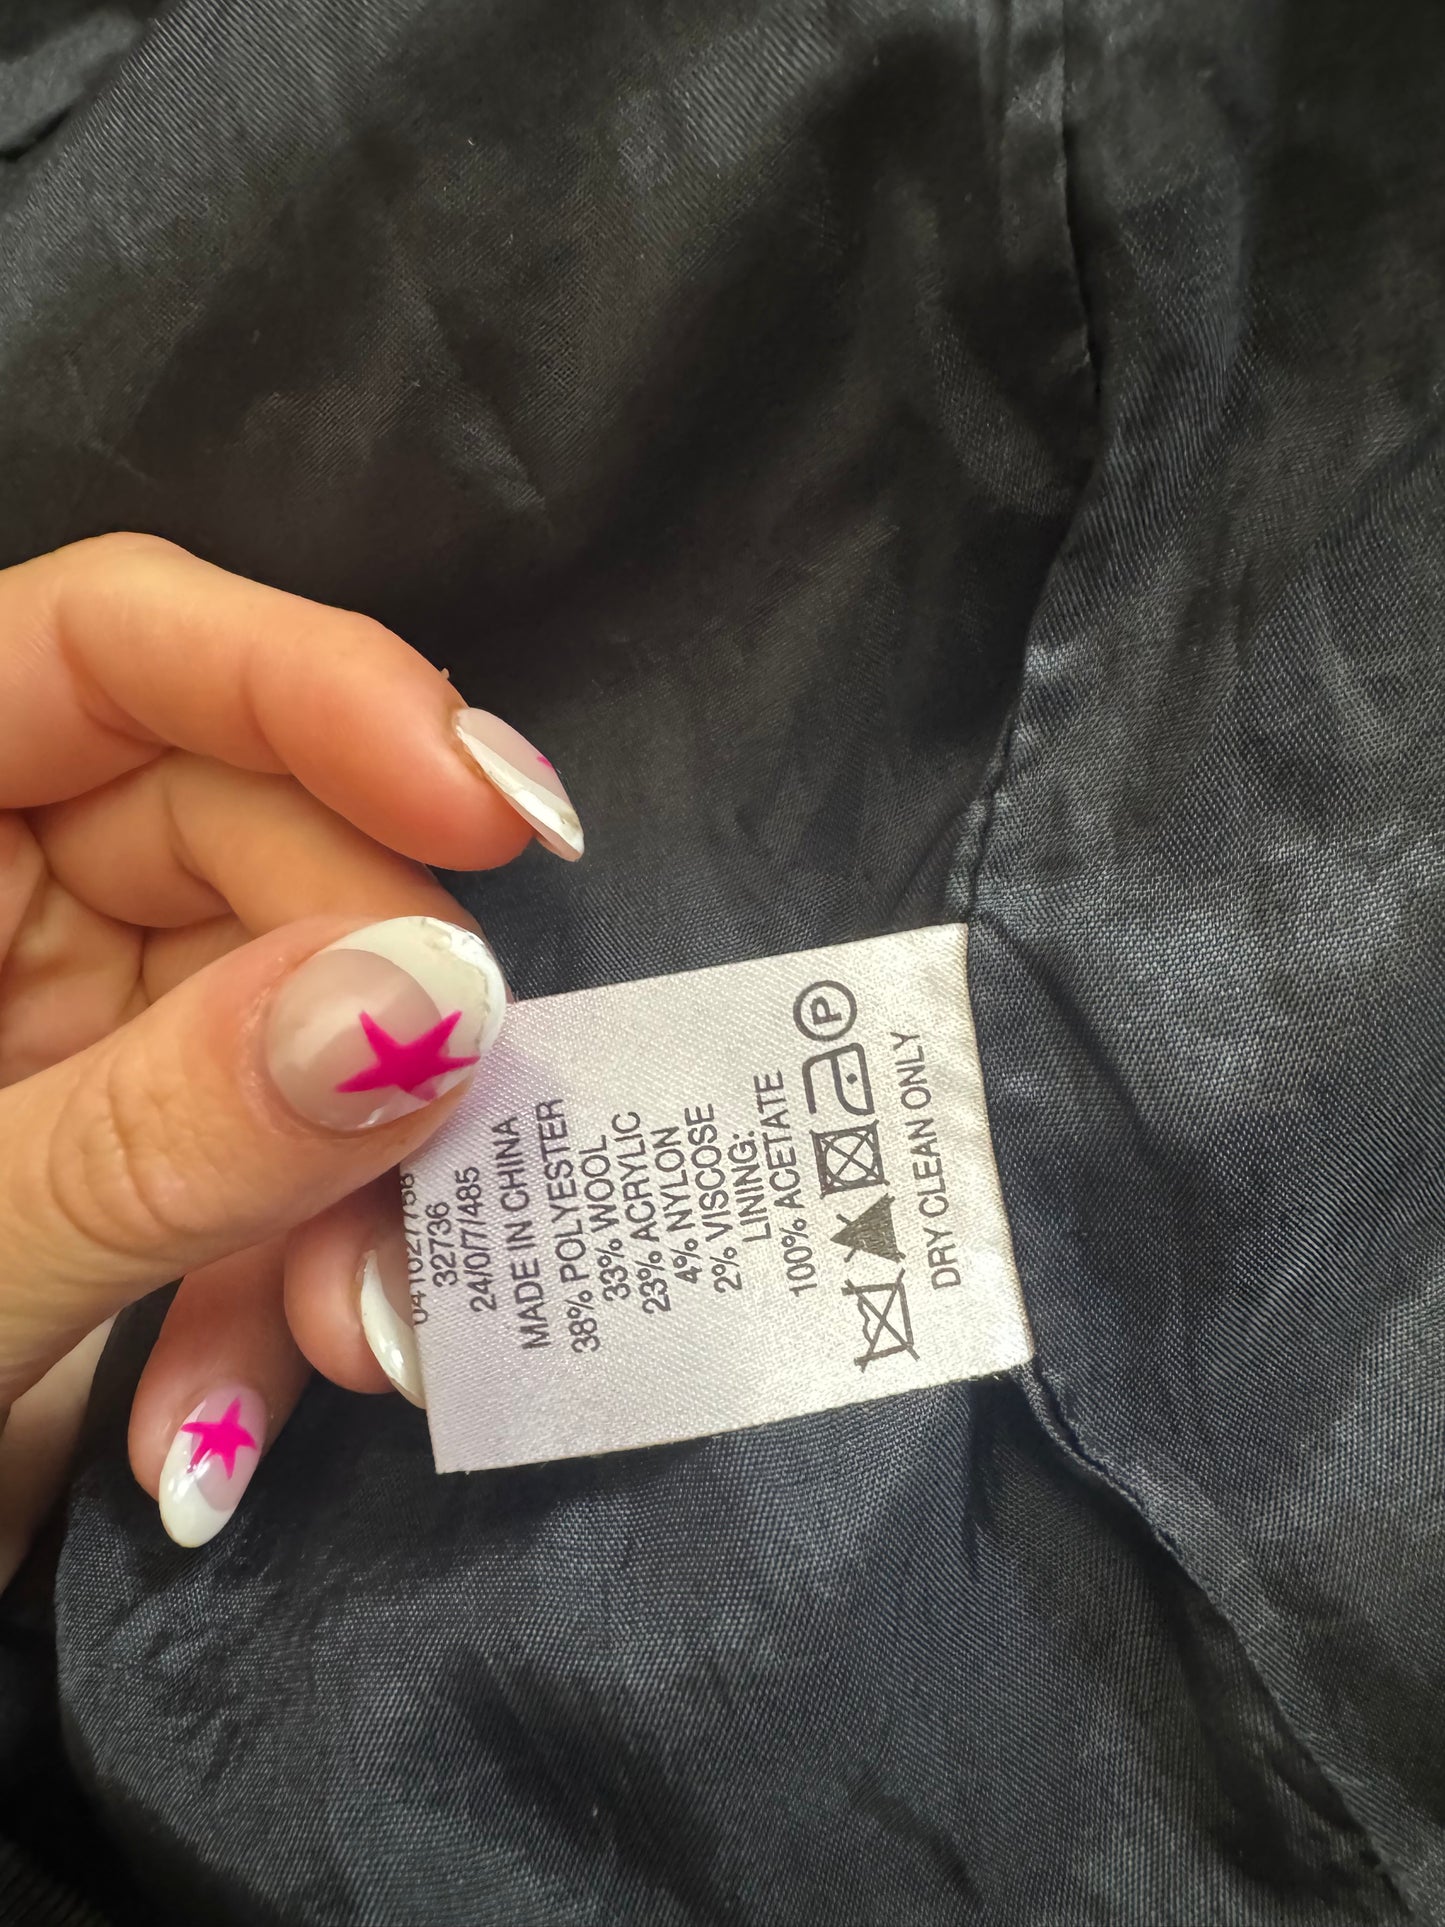 32736
24/0/7/485
MADE IN CHINA
38% POLYESTER
33% WOOL
23% ACRYLIC
4% NYLON
2% VISCOSE
LINING:
100% ACETATE
P
DRY CLEAN ONLY